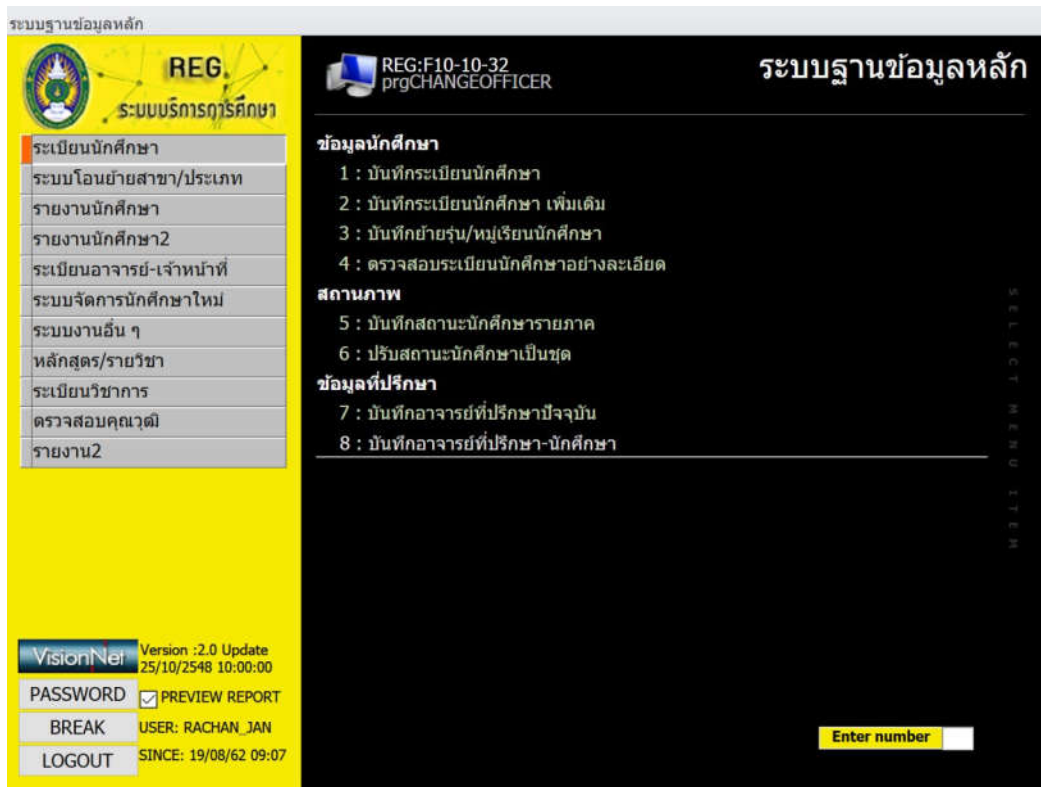 ระบบฐานข้อมูลหลัก
REG.
ระบบบริการการศึกษา
ระเบียนนักศึกษา
ระบบโอนย้ายสาขา/ประเภท
รายงานนักศึกษา
รายงานนักศึกษา2
ระเบียนอาจารย์-เจ้าหน้าที่
ระบบจัดการนักศึกษาใหม่
ระบบงานอื่น ๆ
หลักสูตร/รายวิชา
ระเบียนวิชาการ
ตรวจสอบคุณวุฒิ
รายงาน2
VisionNet
Version :2.0 Update
25/10/2548 10:00:00
PASSWORD
PREVIEW REPORT
BREAK
USER: RACHAN_JAN
LOGOUT
SINCE: 19/08/62 09:07
REG:F10-10-32
prgCHANGEOFFICER
ระบบฐานข้อมูลหลัก
ข้อมูลนักศึกษา
1 : บันทึกระเบียนนักศึกษา
2 : บันทึกระเบียนนักศึกษา เพิ่มเติม
3 : บันทึกย้ายรุ่น/หมู่เรียนนักศึกษา
4 : ตรวจสอบระเบียนนักศึกษาอย่างละเอียด
สถานภาพ
5 : บันทึกสถานะนักศึกษารายภาค
6 : ปรับสถานะนักศึกษาเป็นชุด
ข้อมูลที่ปรึกษา
7 : บันทึกอาจารย์ที่ปรึกษาปัจจุบัน
8 : บันทึกอาจารย์ที่ปรึกษา-นักศึกษา
SELECT MENU ITEM
Enter number